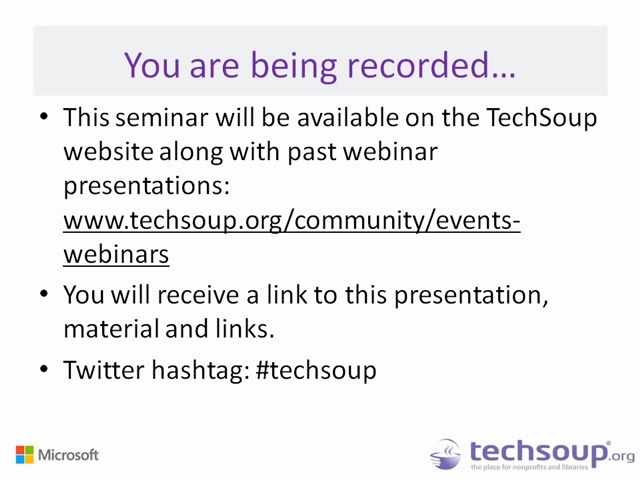 You are being recorded…
• This seminar will be available on the TechSoup
website along with past webinar
presentations:
www.techsoup.org/community/events-
webinars
• You will receive a link to this presentation,
material and links.
• Twitter hashtag: #techsoup
Microsoft
techsoup®.org
the place for nonprofits and libraries